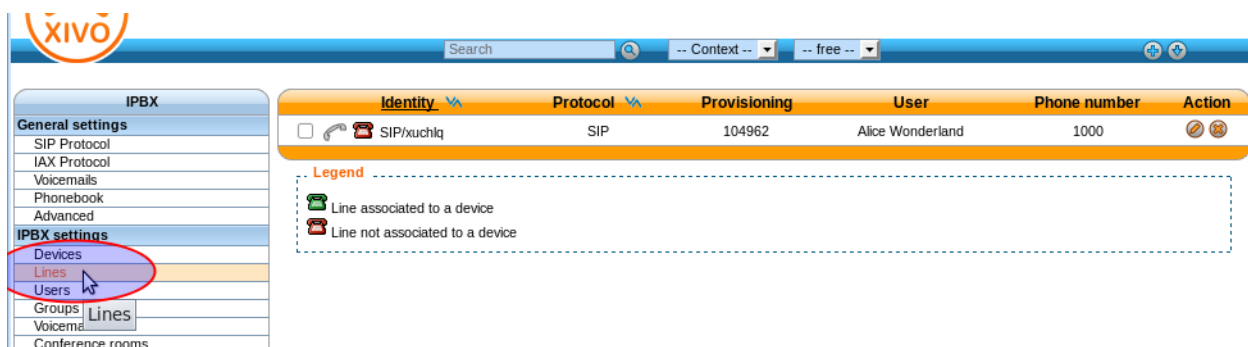 XIVO
Search -- Context -- -- free --
IPBX
General settings
SIP Protocol
IAX Protocol
Voicemails
Phonebook
Advanced
IPBX settings
Devices
Lines
Users
Groups
Lines
Voicema
Conference rooms
Identity Protocol Provisioning User Phone number Action
SIP/xuchlq SIP 104962 Alice Wonderland 1000
Legend
Line associated to a device
Line not associated to a device